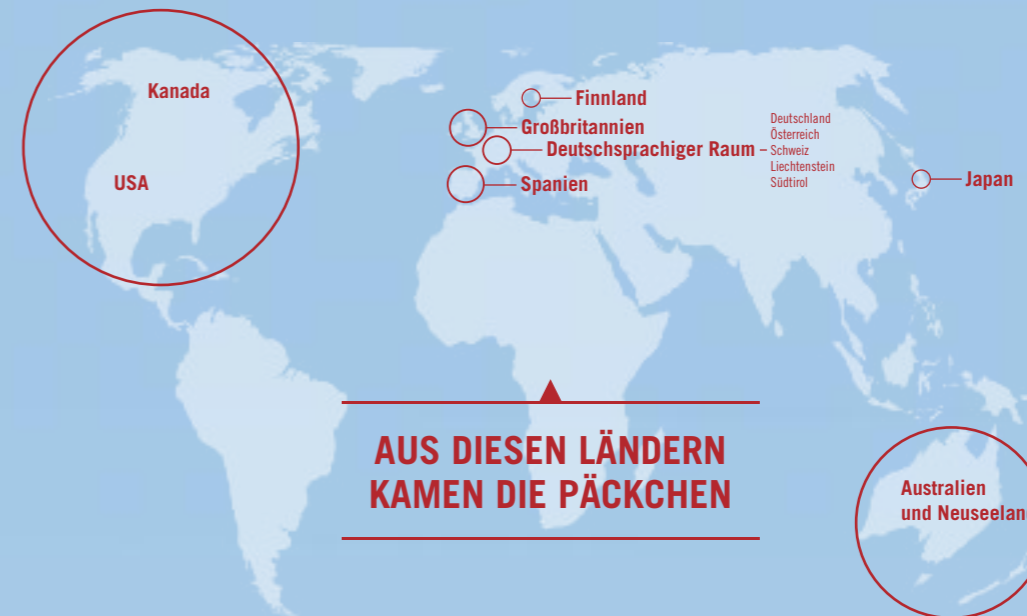 Kanada
USA
Finnland
Großbritannien
Deutschsprachiger Raum –
Deutschland
Österreich
Schweiz
Liechtenstein
Südtirol
Spanien
Japan
AUS DIESEN LÄNDERN
KAMEN DIE PÄCKCHEN
Australien
und Neuseelan